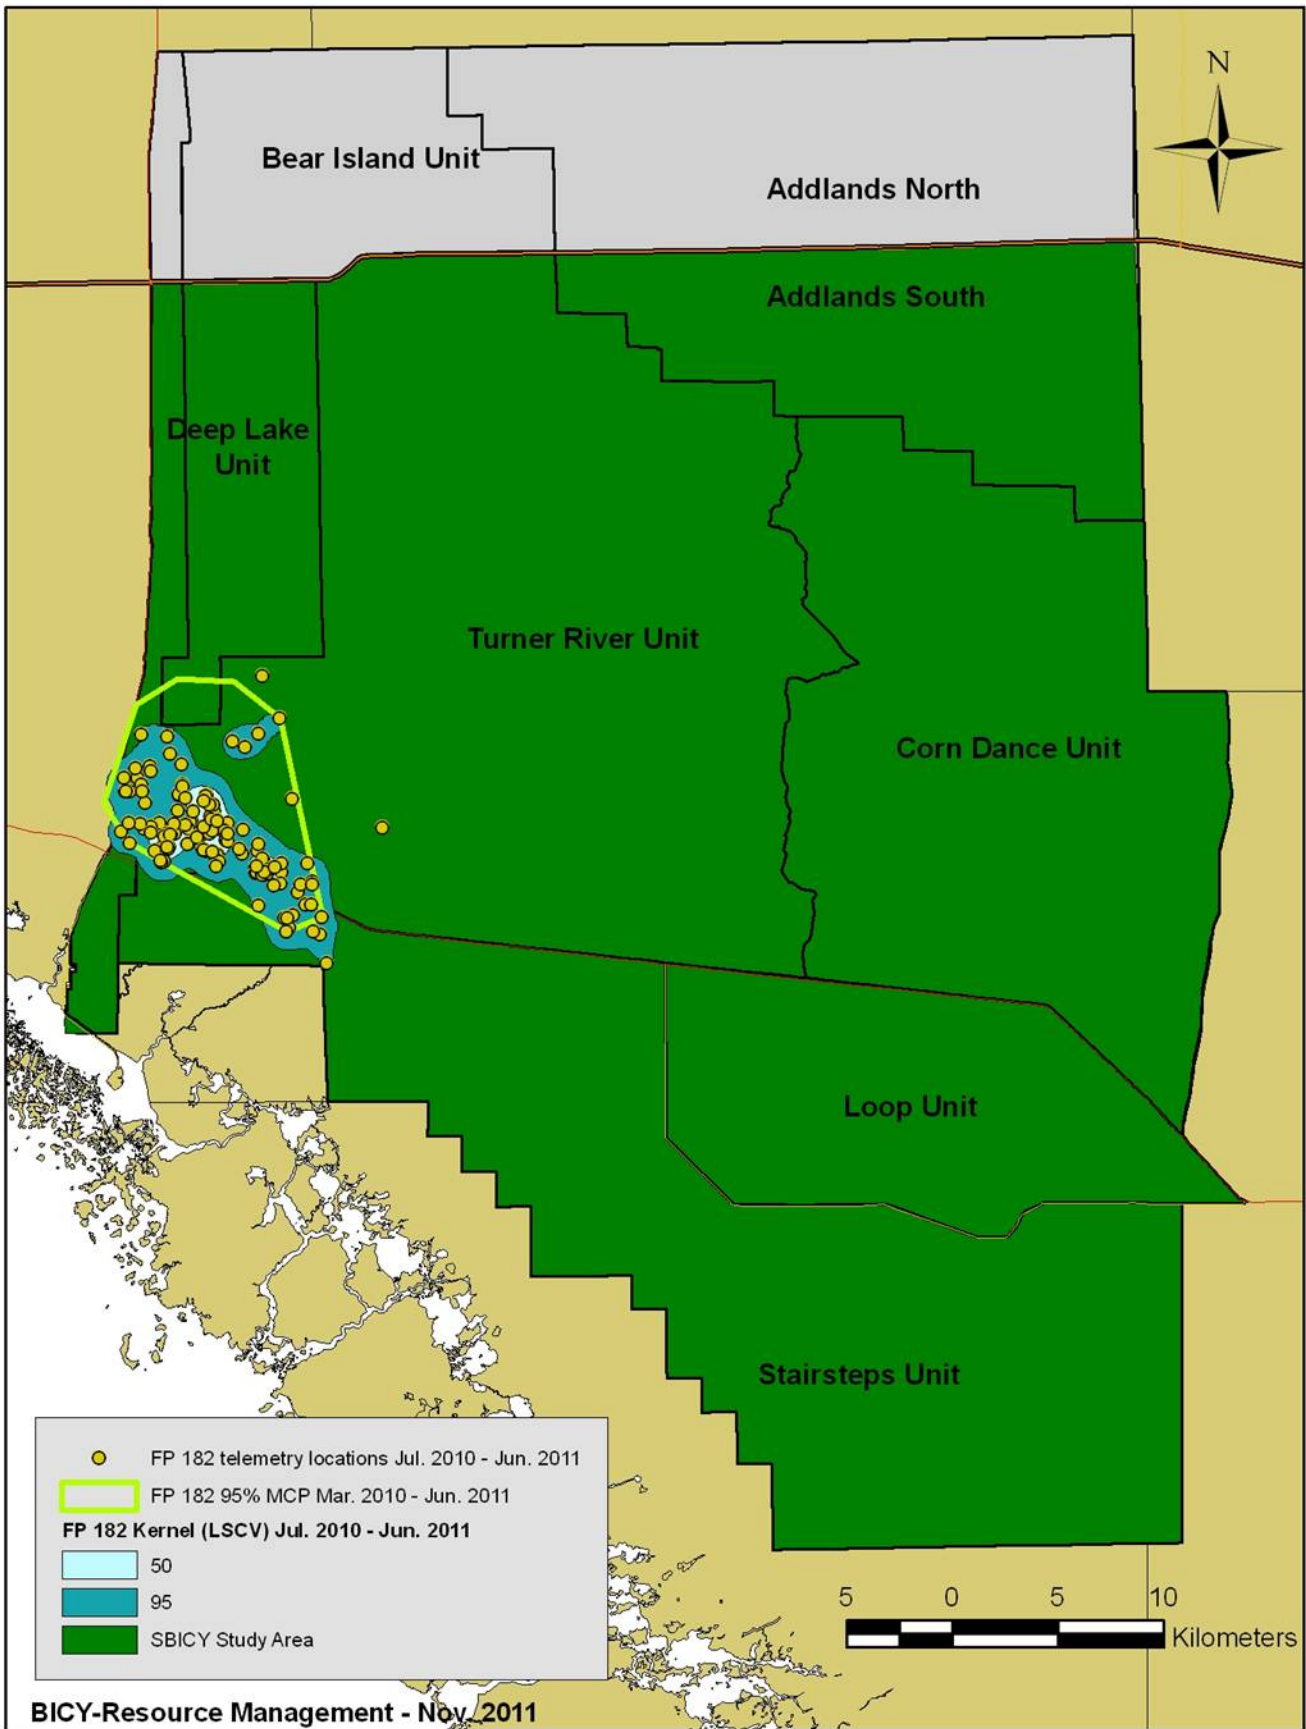 N
Bear Island Unit
Addlands North
Addlands South
Deep Lake
Unit
Turner River Unit
Corn Dance Unit
Loop Unit
Stairsteps Unit
FP 182 telemetry locations Jul. 2010 - Jun. 2011
FP 182 95% MCP Mar. 2010 - Jun. 2011
FP 182 Kernel (LSCV) Jul. 2010 - Jun. 2011
50
95
SBICY Study Area
5 0 5 10
Kilometers
BICY-Resource Management - Nov. 2011